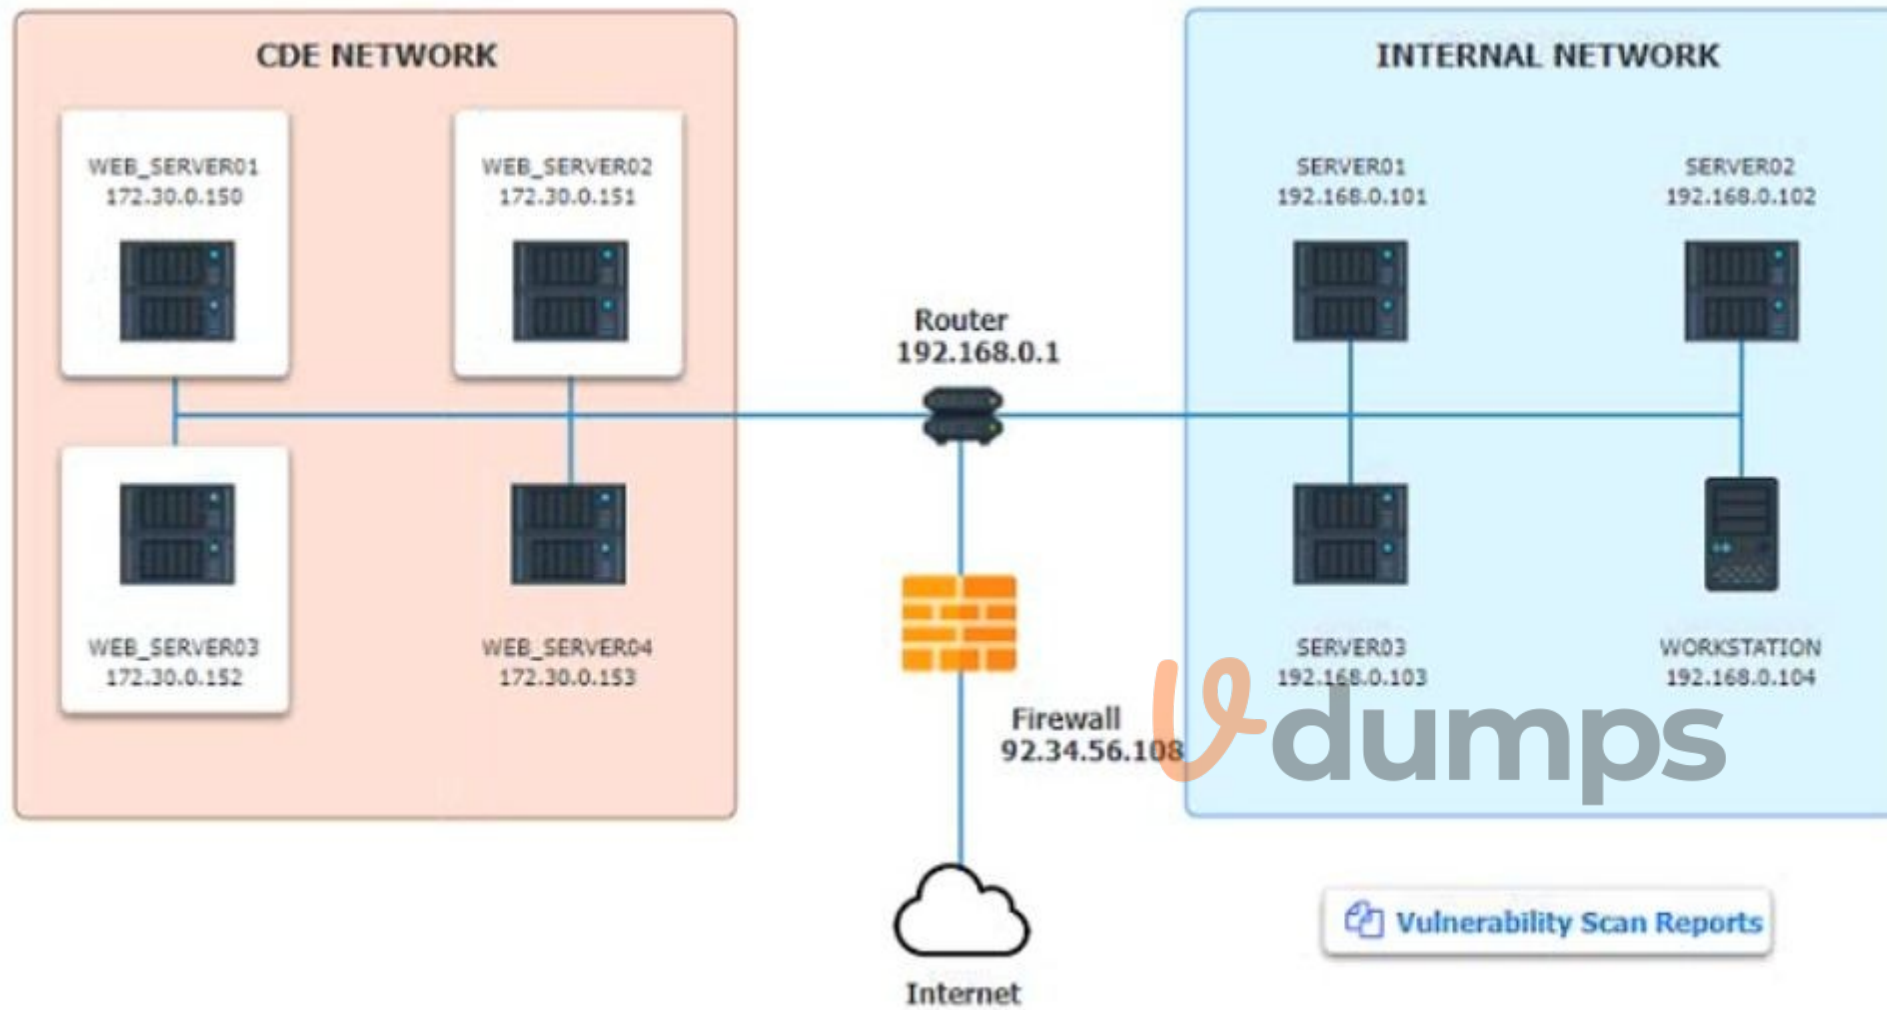 CDE NETWORK
INTERNAL NETWORK
WEB_SERVER01
172.30.0.150
WEB_SERVER02
172.30.0.151
SERVER01
192.168.0.101
SERVER02
192.168.0.102
Router
192.168.0.1
WEB_SERVER03
172.30.0.152
WEB_SERVER04
172.30.0.153
SERVER03
192.168.0.103
WORKSTATION
192.168.0.104
Firewall
92.34.56.108
Vdumps
Vulnerability Scan Reports
Internet